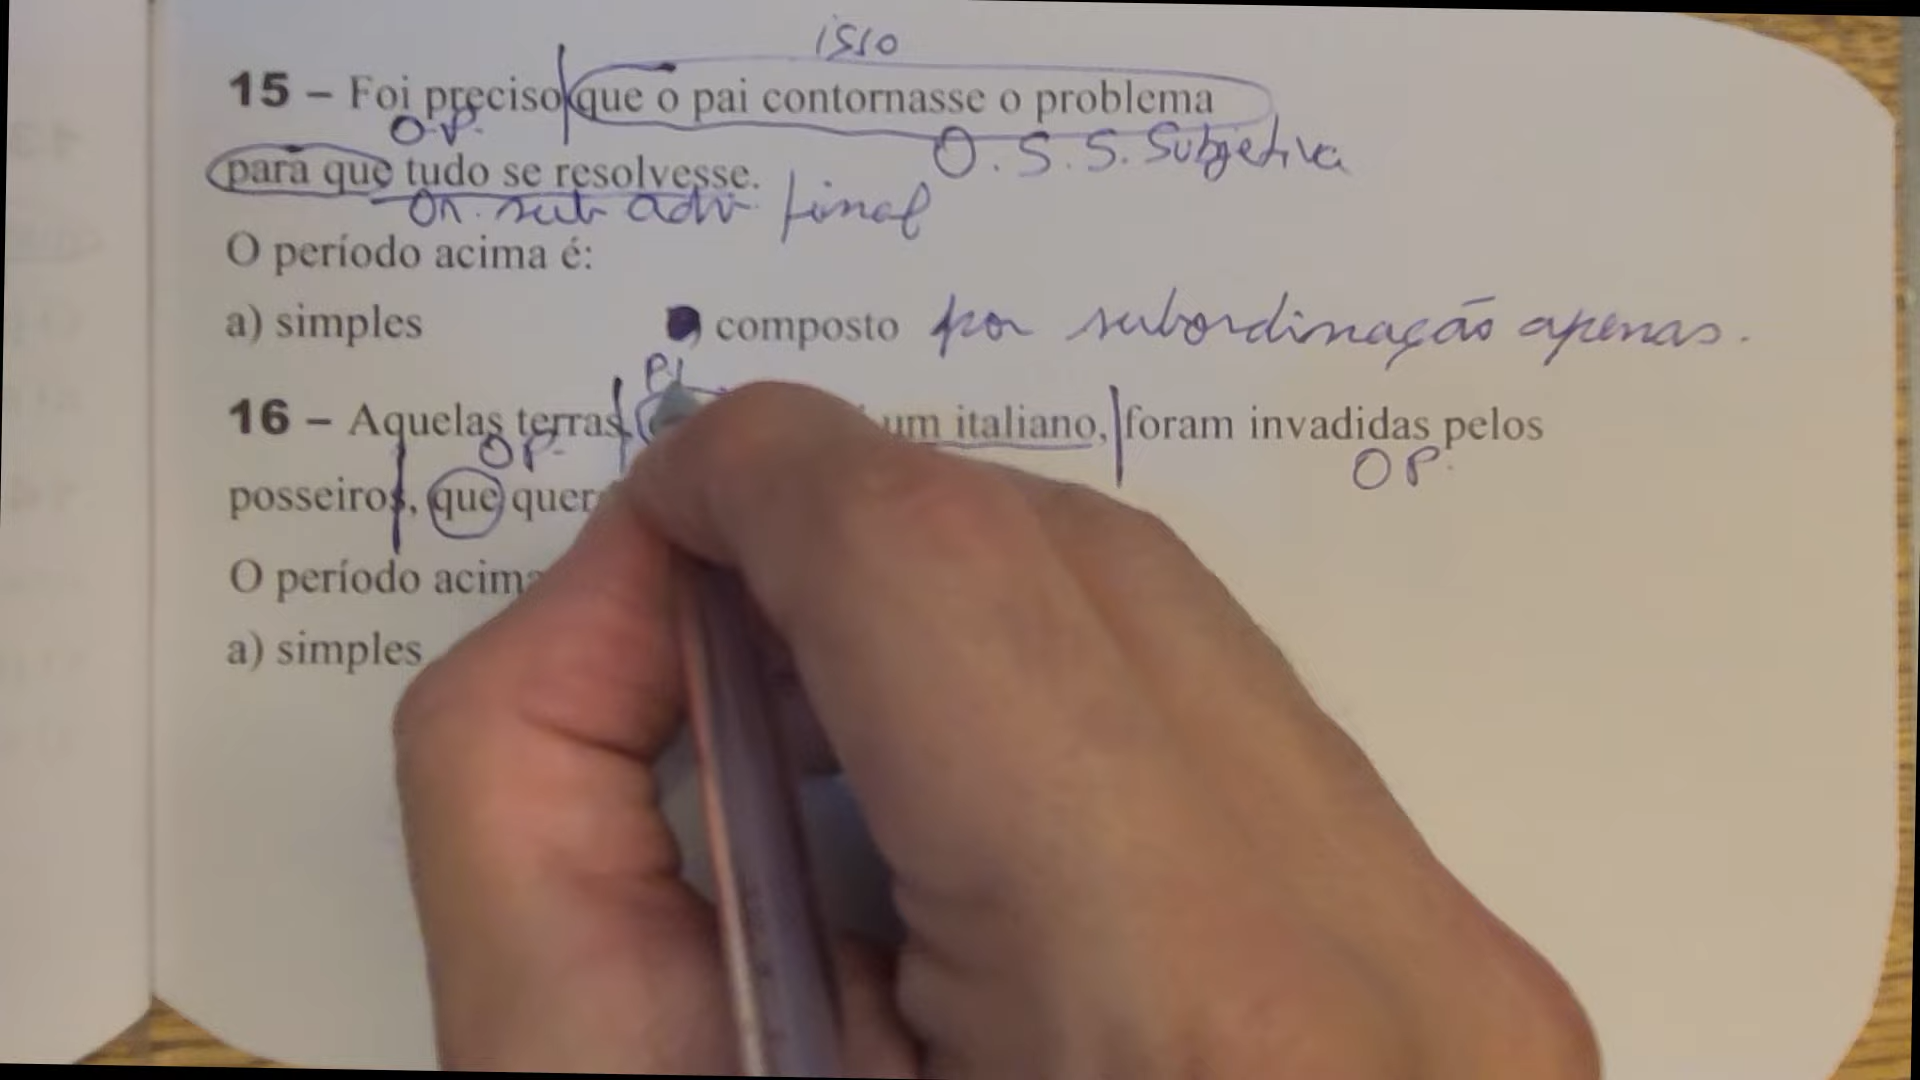 isso
15 – Foi preciso que o pai contornasse o problema
O.P.
O.S.S. Subjetiva
para que tudo se resolvesse.
Or. sub adv final
O período acima é:
a) simples composto por subordinação apenas.
16 – Aquelas terras, um italiano, foram invadidas pelos
OP. OP.
posseiros, que
O período
a) simples